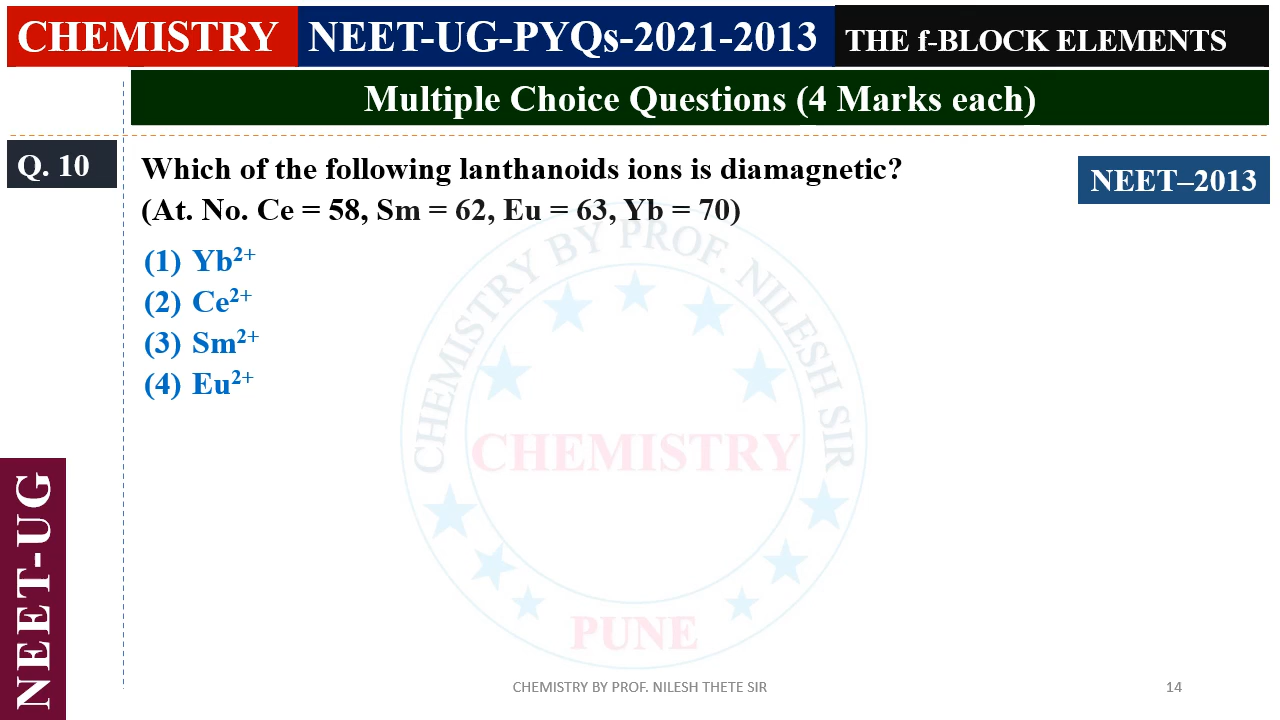 CHEMISTRY NEET-UG-PYQs-2021-2013 THE f-BLOCK ELEMENTS
Multiple Choice Questions (4 Marks each)
Q. 10
Which of the following lanthanoids ions is diamagnetic?
NEET–2013
(At. No. Ce = 58, Sm = 62, Eu = 63, Yb = 70)
(1) Yb²⁺
(2) Ce²⁺
(3) Sm²⁺
(4) Eu²⁺
CHEMISTRY BY PROF. NILESH SIR
CHEMISTRY
PUNE
NEET-UG
CHEMISTRY BY PROF. NILESH THETE SIR
14